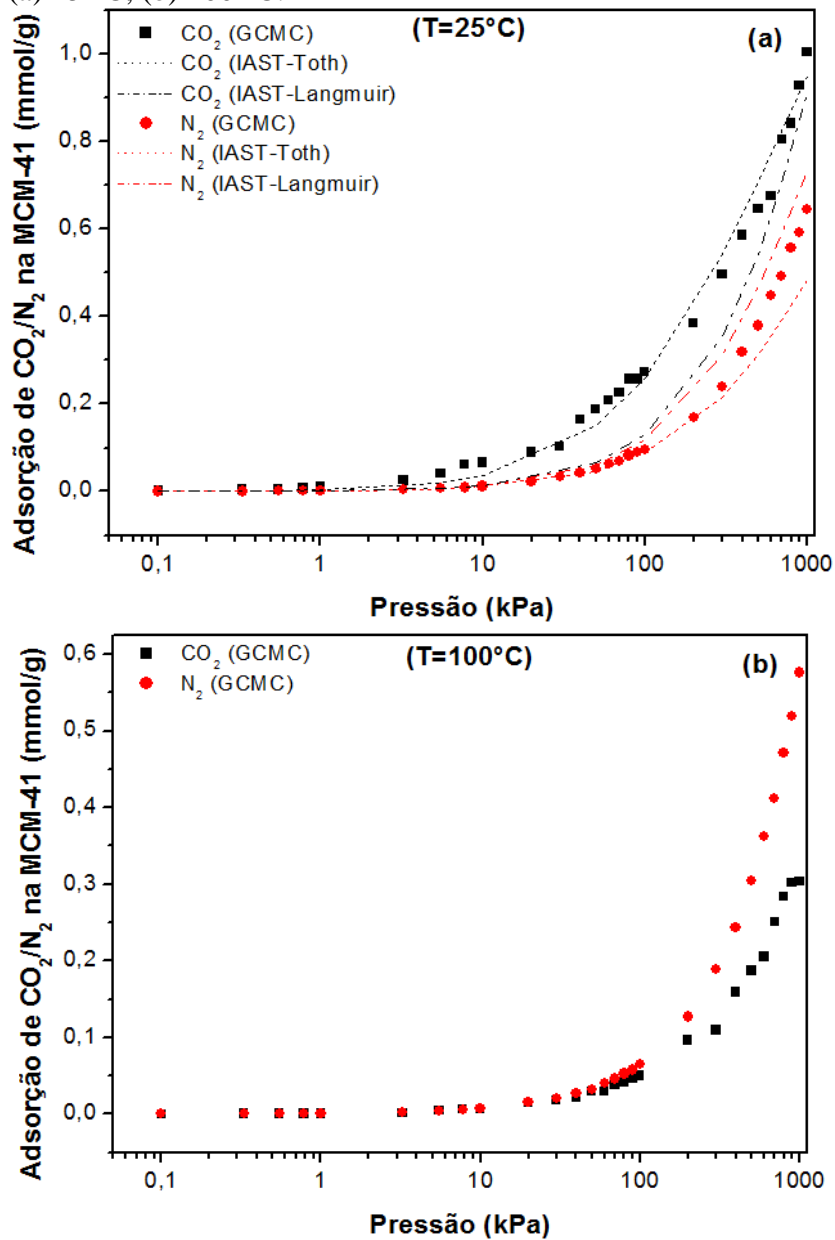 CO2 (GCMC)
(T=25°C)
(a)
CO2 (IAST-Toth)
CO2 (IAST-Langmuir)
N2 (GCMC)
N2 (IAST-Toth)
N2 (IAST-Langmuir)
Adsorção de CO2/N2 na MCM-41 (mmol/g)
1,0
0,8
0,6
0,4
0,2
0,0
0,1
1
10
100
1000
Pressão (kPa)
CO2 (GCMC)
(T=100°C)
(b)
N2 (GCMC)
Adsorção de CO2/N2 na MCM-41 (mmol/g)
0,6
0,5
0,4
0,3
0,2
0,1
0,0
0,1
1
10
100
1000
Pressão (kPa)